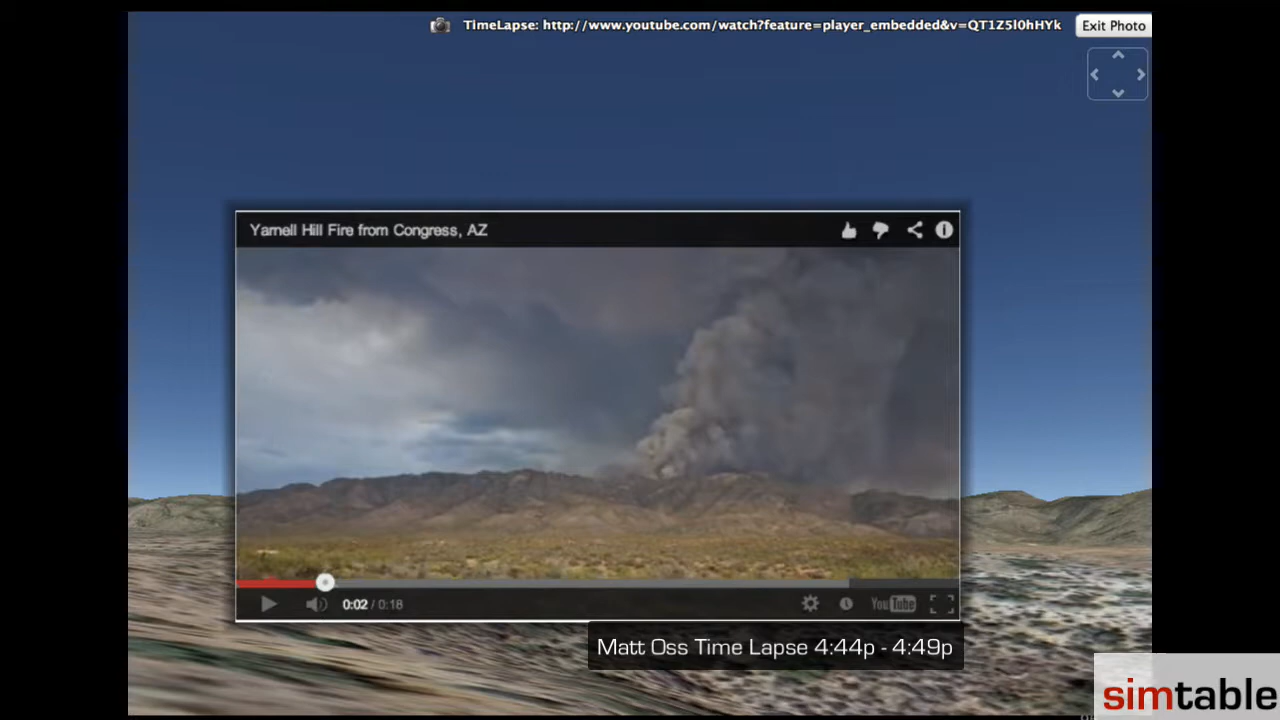 TimeLapse: http://www.youtube.com/watch?feature=player_embedded&v=QT1Z5l0hHYk
Exit Photo
Yarnell Hill Fire from Congress, AZ
0:02 / 0:18
YouTube
Matt Oss Time Lapse 4:44p - 4:49p
simtable